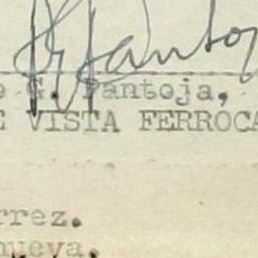 Pantoja
G. Pantoja,
VISTA FERROCA
rrez.
nueva.